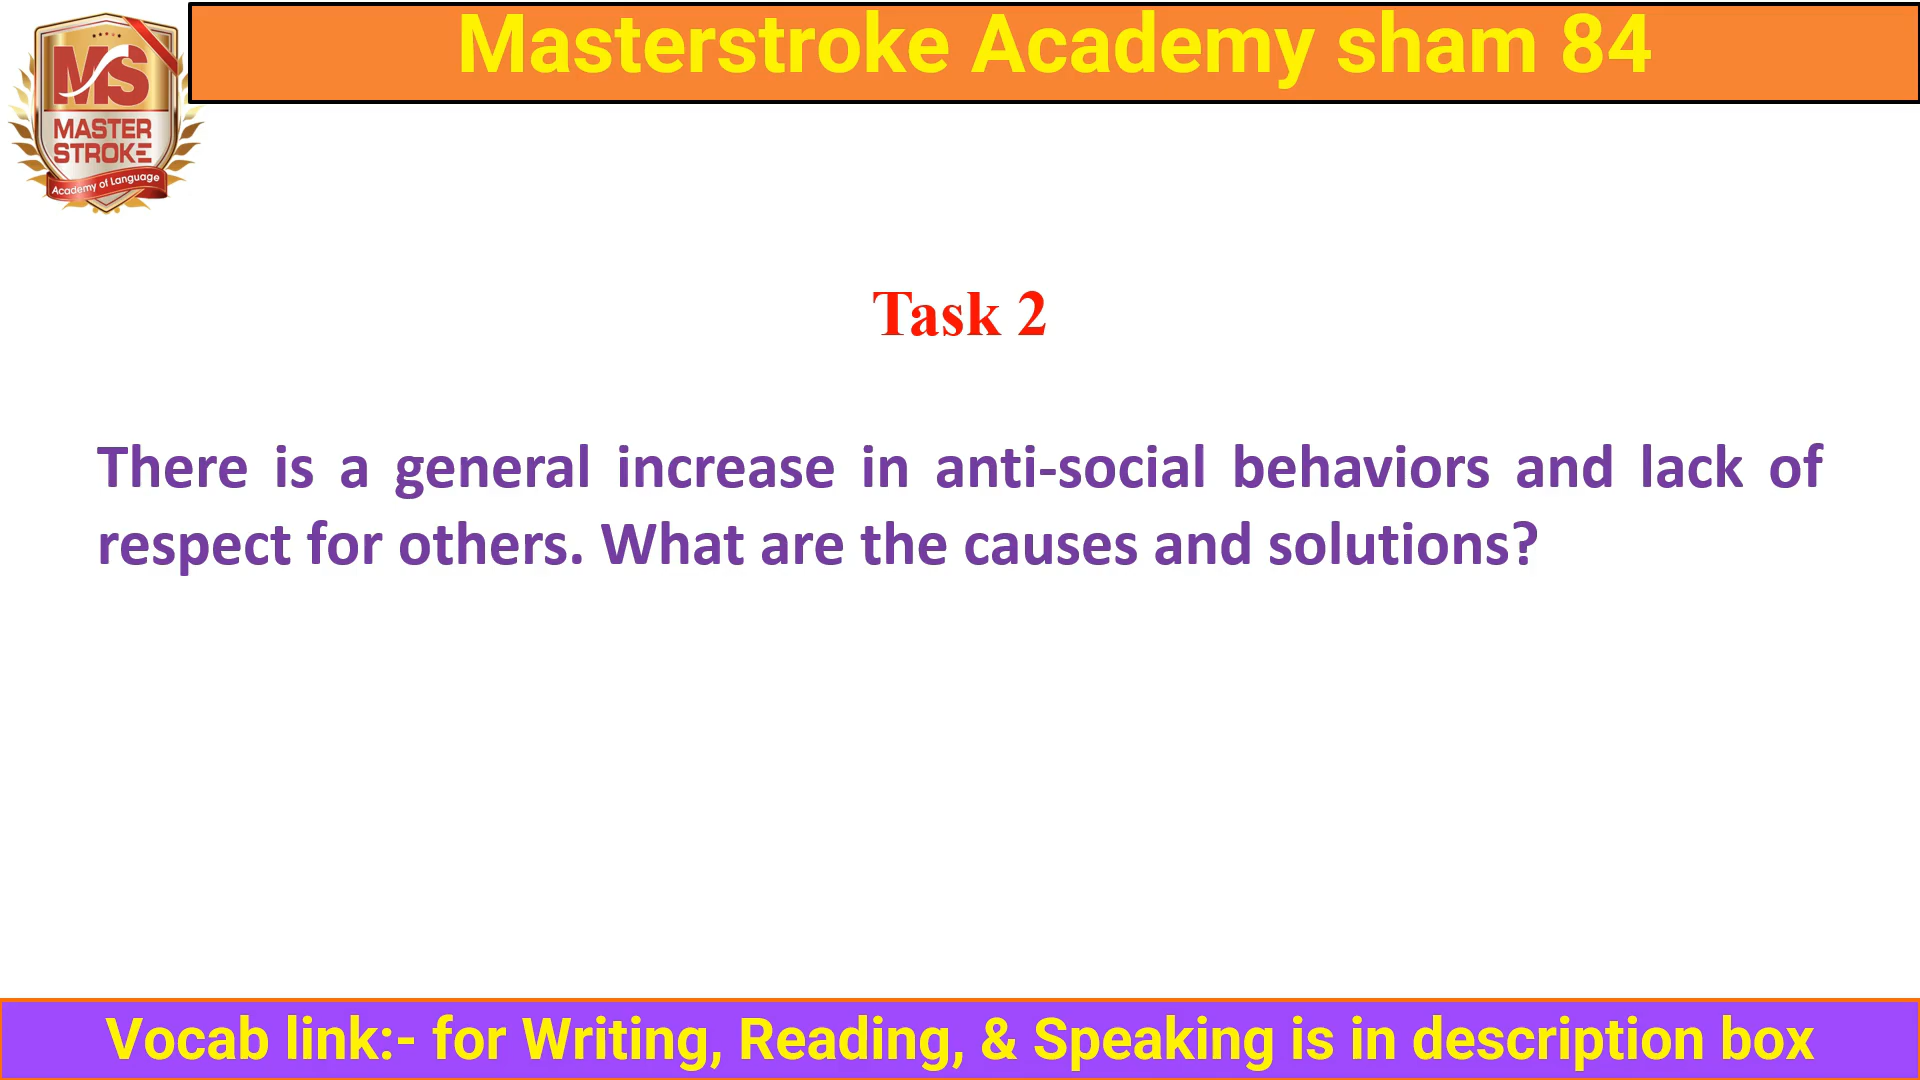 Masterstroke Academy sham 84
MS
MASTER
STROKE
Academy of Language
Task 2
There is a general increase in anti-social behaviors and lack of
respect for others. What are the causes and solutions?
Vocab link:- for Writing, Reading, & Speaking is in description box